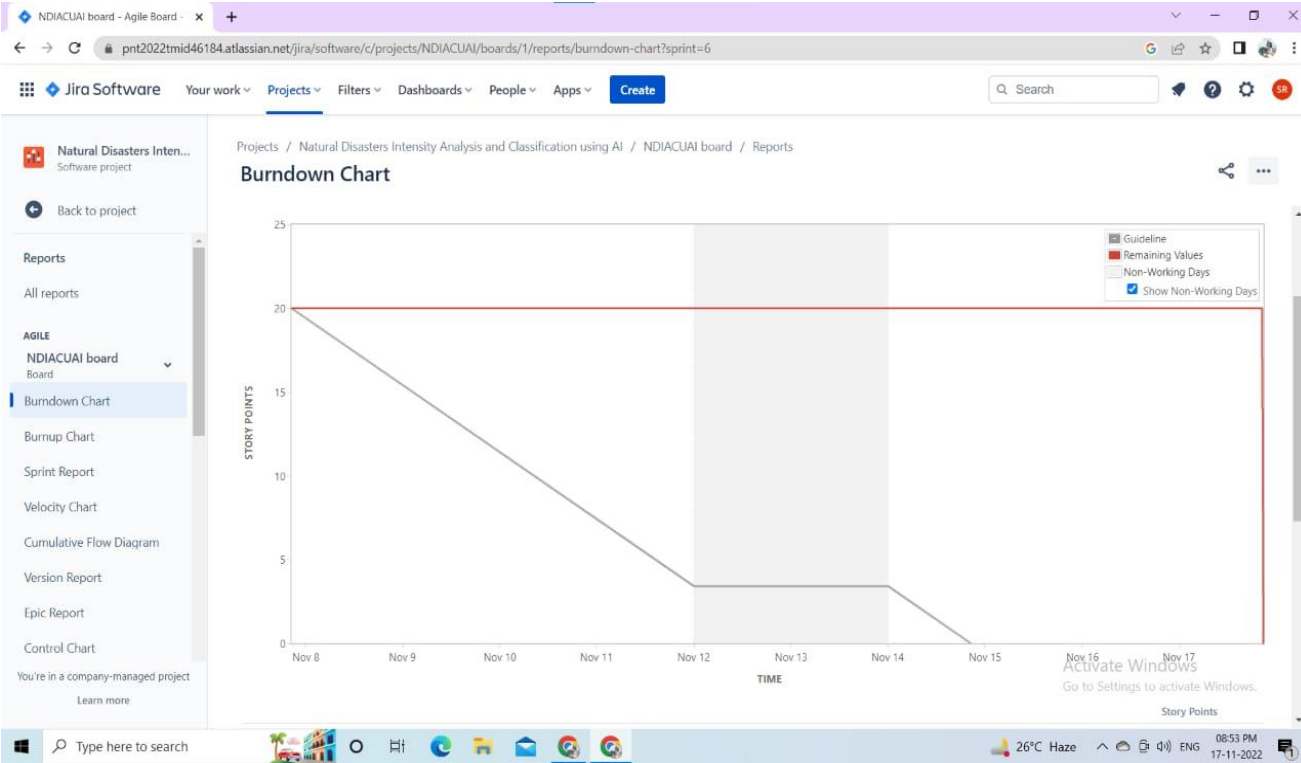 NDIACUAI board - Agile Board -
pnt2022tmid46184.atlassian.net/jira/software/c/projects/NDIACUAI/boards/1/reports/burndown-chart?sprint=6
Jira Software Your work Projects Filters Dashboards People Apps Create Search SR
Natural Disasters Inten...
Software project
Back to project
Reports
All reports
AGILE
NDIACUAI board
Board
Burndown Chart
Burnup Chart
Sprint Report
Velocity Chart
Cumulative Flow Diagram
Version Report
Epic Report
Control Chart
You're in a company-managed project
Learn more
Projects / Natural Disasters Intensity Analysis and Classification using AI / NDIACUAI board / Reports
Burndown Chart
25
20
15
10
5
0
STORY POINTS
Guideline
Remaining Values
Non-Working Days
Show Non-Working Days
Nov 8 Nov 9 Nov 10 Nov 11 Nov 12 Nov 13 Nov 14 Nov 15 Nov 16 Nov 17
TIME
Activate Windows
Go to Settings to activate Windows.
Story Points
Type here to search
26°C Haze ENG 08:53 PM
17-11-2022
1